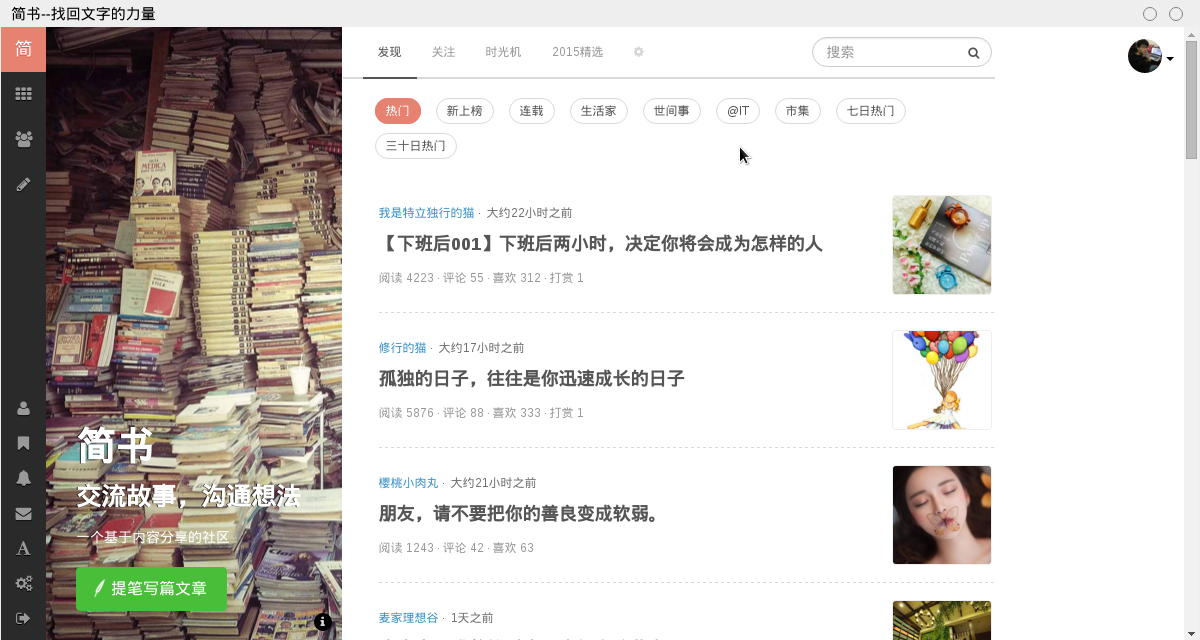 简书--找回文字的力量
简
发现 关注 时光机 2015精选
搜索
热门 新上榜 连载 生活家 世间事 @IT 市集 七日热门
三十日热门
我是特立独行的猫 · 大约22小时之前
【下班后001】下班后两小时，决定你将会成为怎样的人
阅读 4223 · 评论 55 · 喜欢 312 · 打赏 1
修行的猫 · 大约17小时之前
孤独的日子，往往是你迅速成长的日子
阅读 5876 · 评论 88 · 喜欢 333 · 打赏 1
樱桃小肉丸 · 大约21小时之前
朋友，请不要把你的善良变成软弱。
阅读 1243 · 评论 42 · 喜欢 63
麦家理想谷 · 1天之前
简书
交流故事，沟通想法
一个基于内容分享的社区
提笔写篇文章